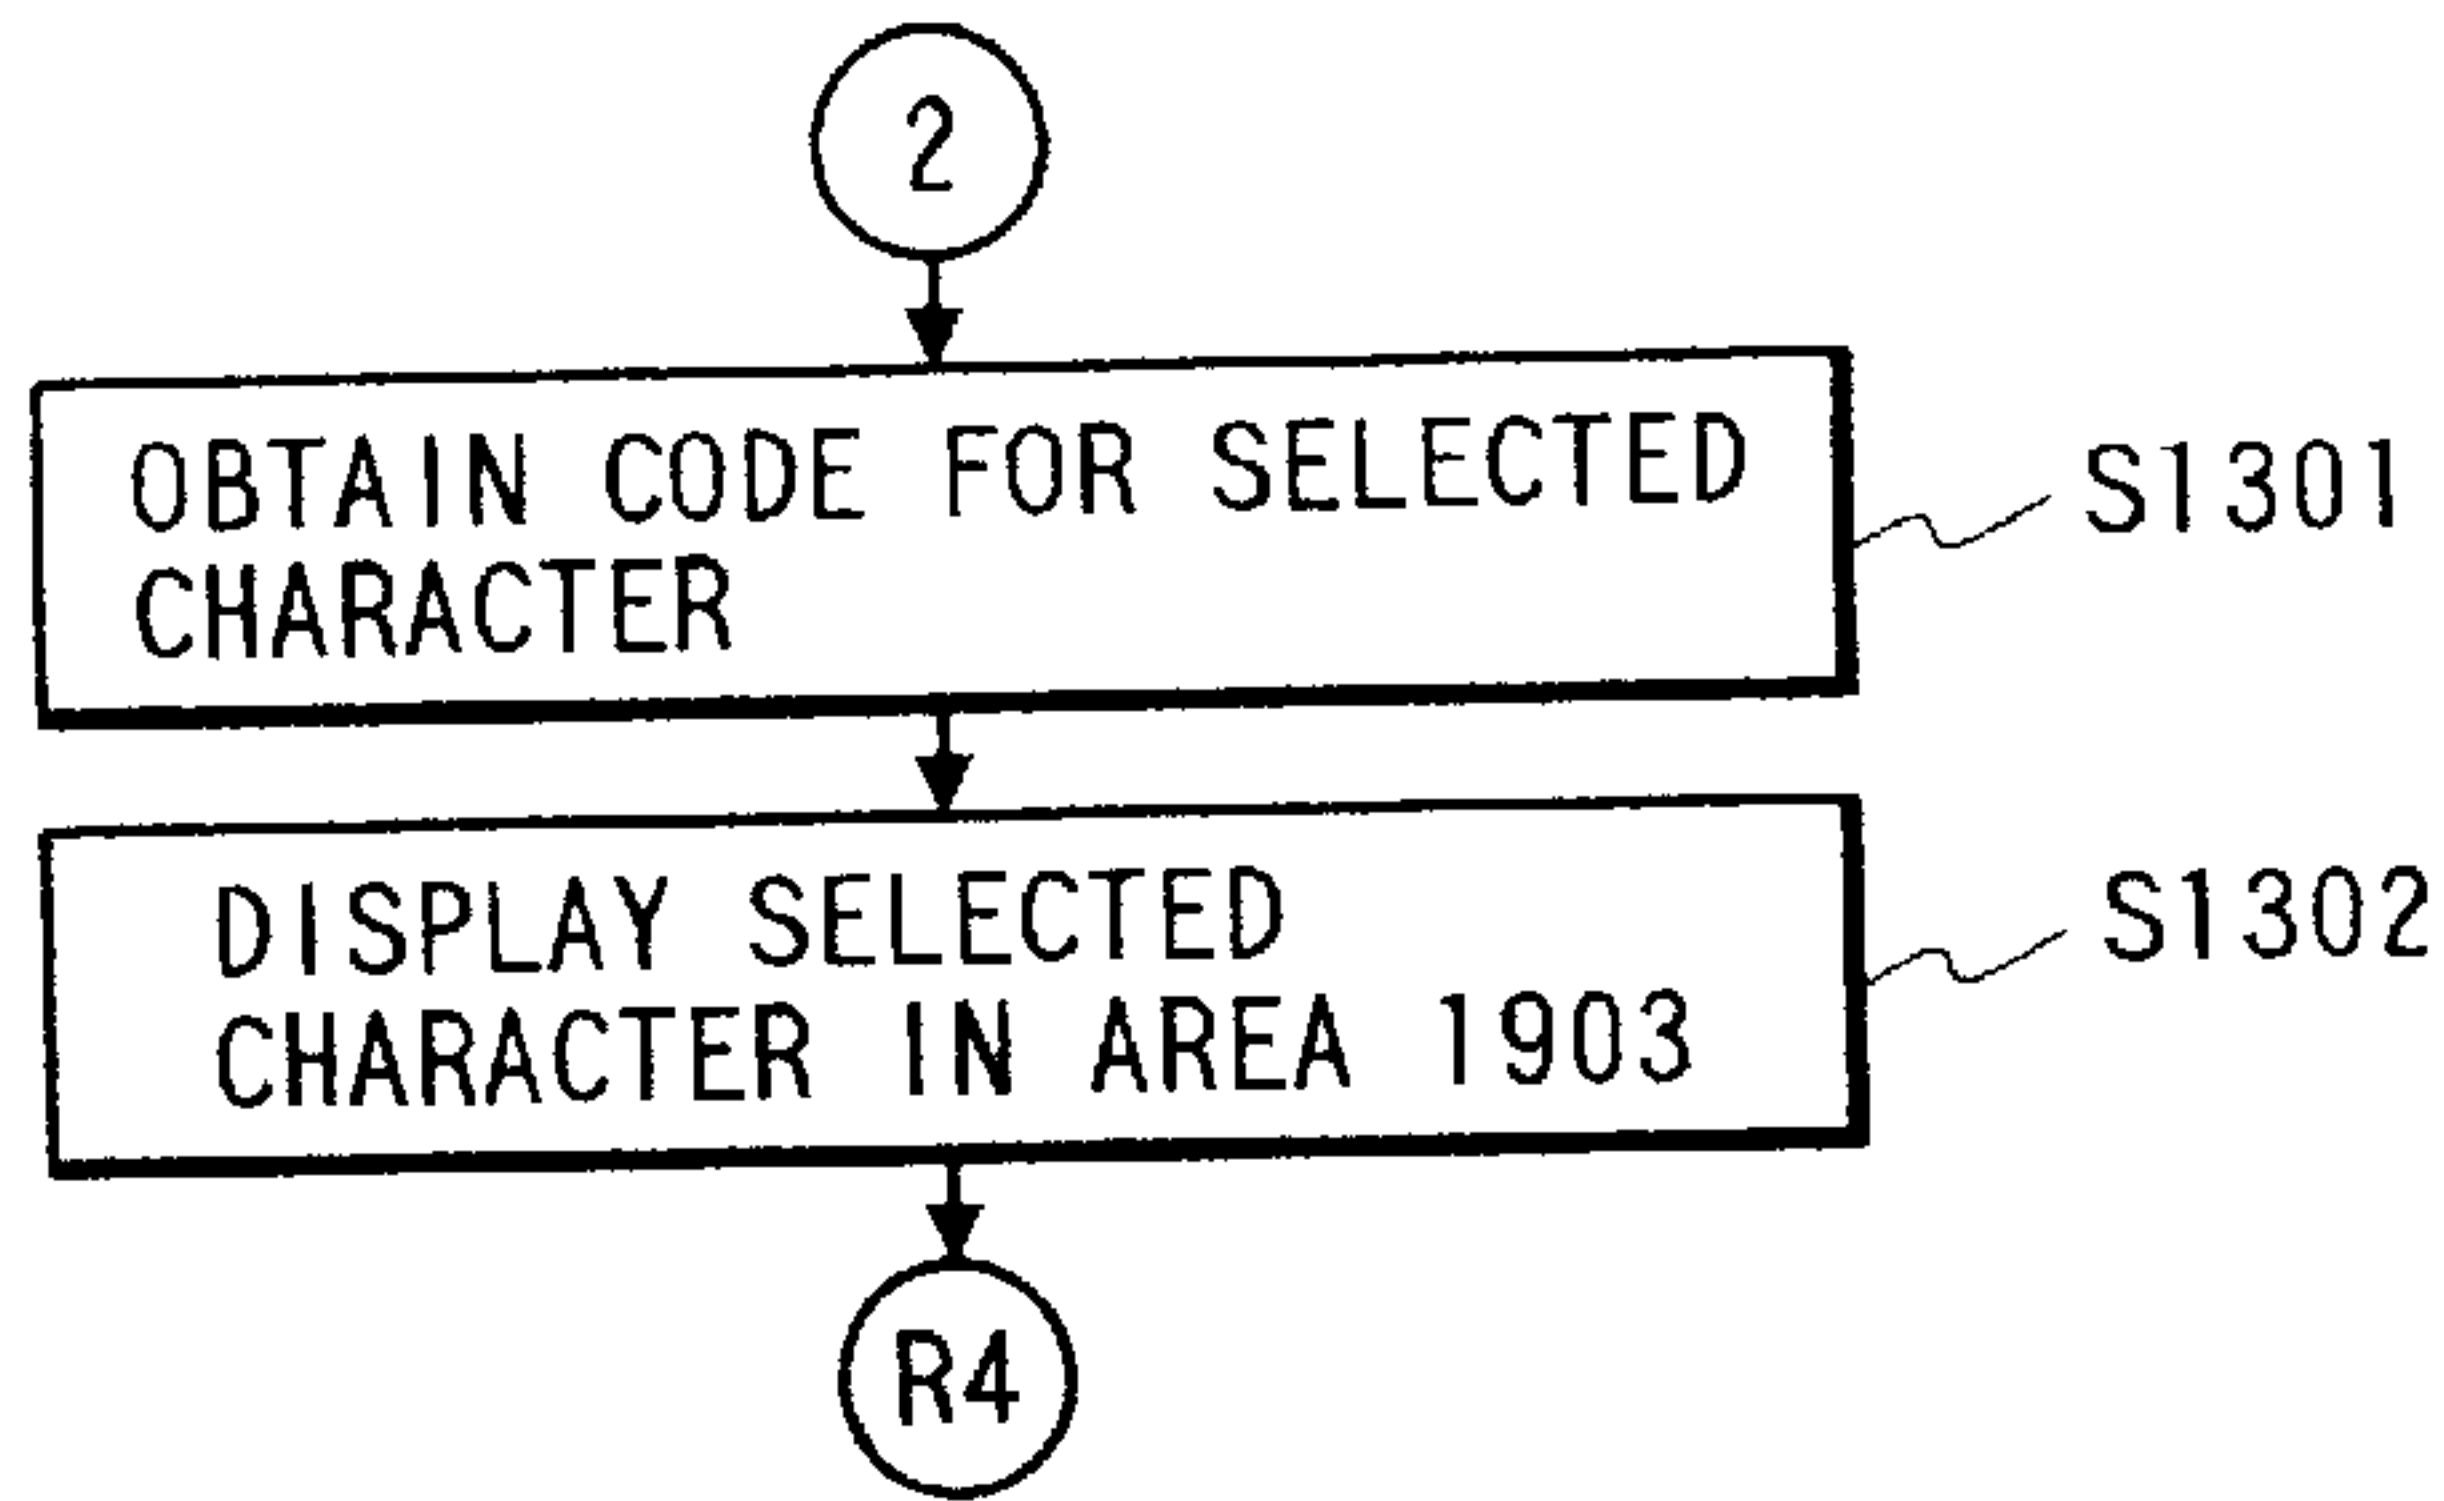 2
OBTAIN CODE FOR SELECTED
CHARACTER
S1301
DISPLAY SELECTED
CHARACTER IN AREA 1903
S1302
R4